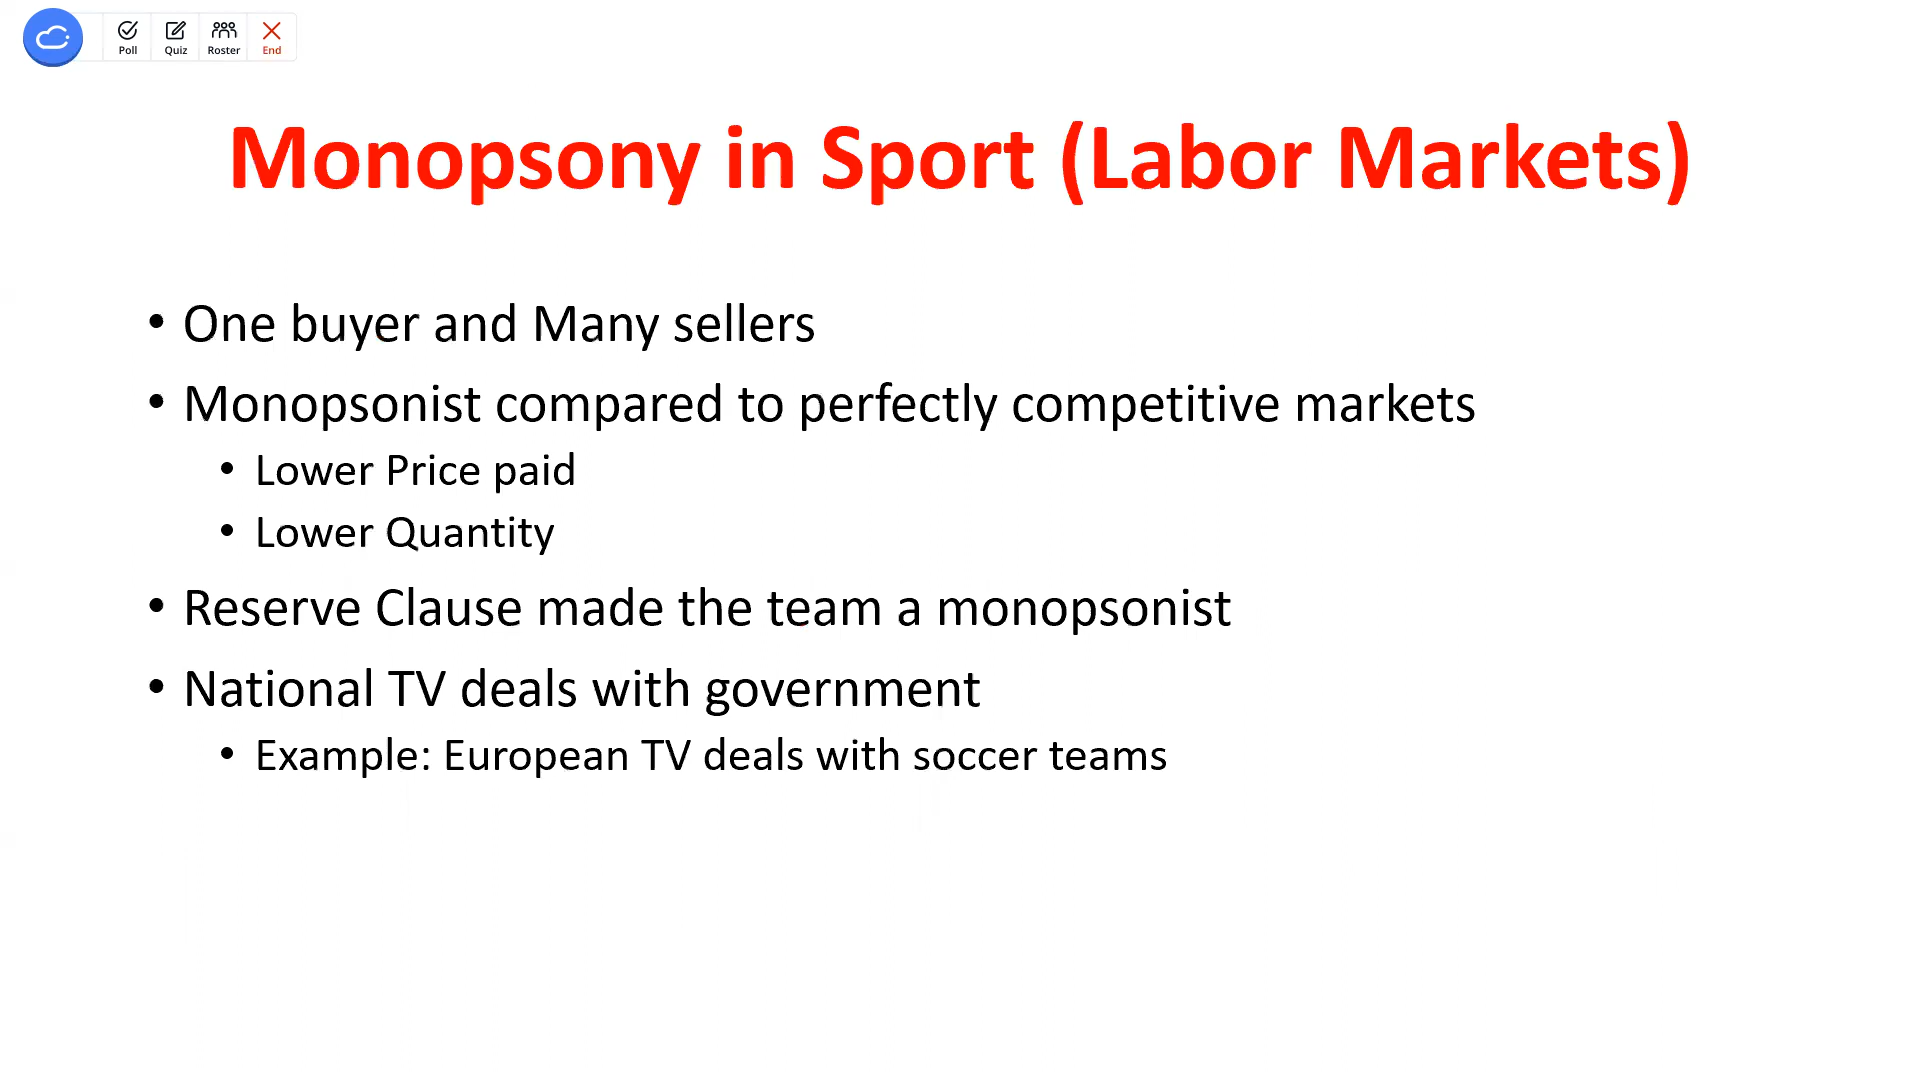 Poll Quiz Roster End
Monopsony in Sport (Labor Markets)
• One buyer and Many sellers
• Monopsonist compared to perfectly competitive markets
• Lower Price paid
• Lower Quantity
• Reserve Clause made the team a monopsonist
• National TV deals with government
• Example: European TV deals with soccer teams